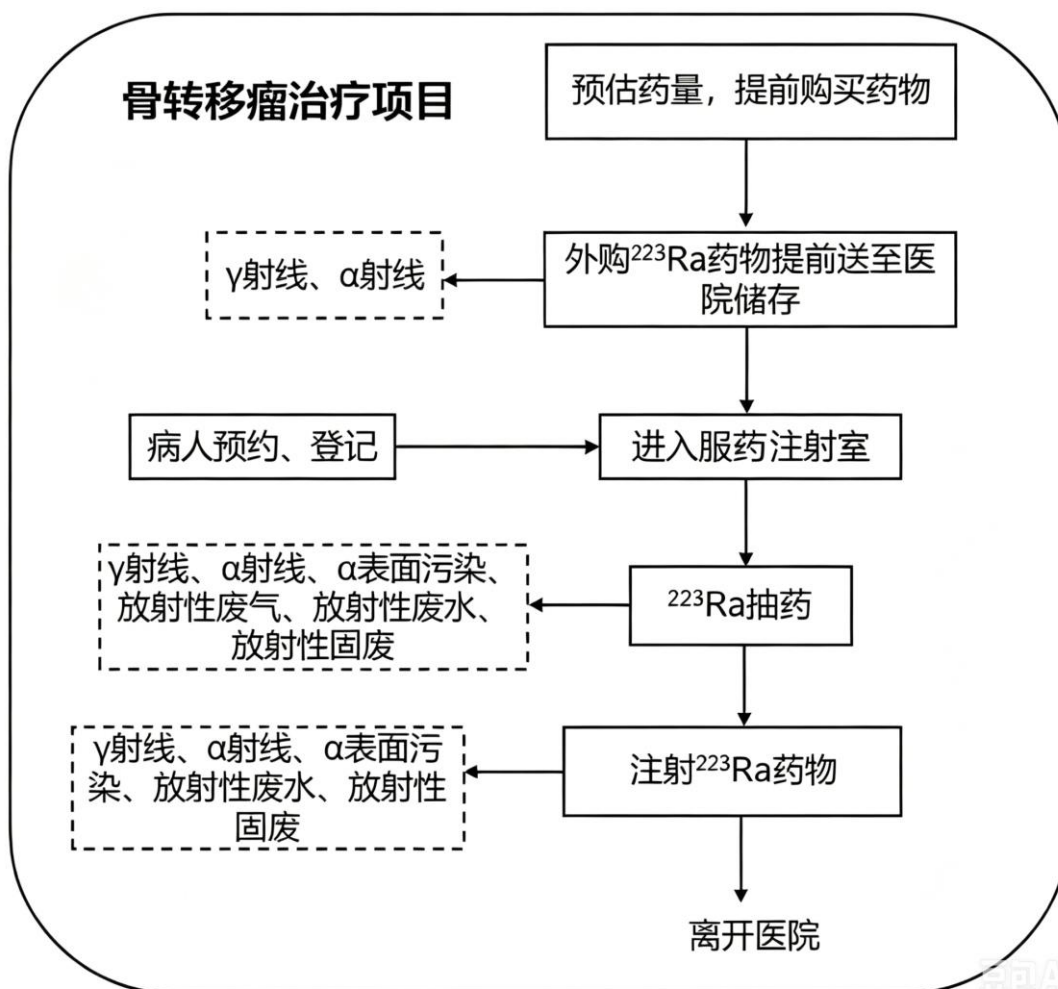 骨转移瘤治疗项目
预估药量，提前购买药物
γ射线、α射线
外购²²³Ra药物提前送至医
院储存
病人预约、登记
进入服药注射室
γ射线、α射线、α表面污染、
放射性废气、放射性废水、
放射性固废
²²³Ra抽药
γ射线、α射线、α表面污
染、放射性废水、放射性
固废
注射²²³Ra药物
离开医院